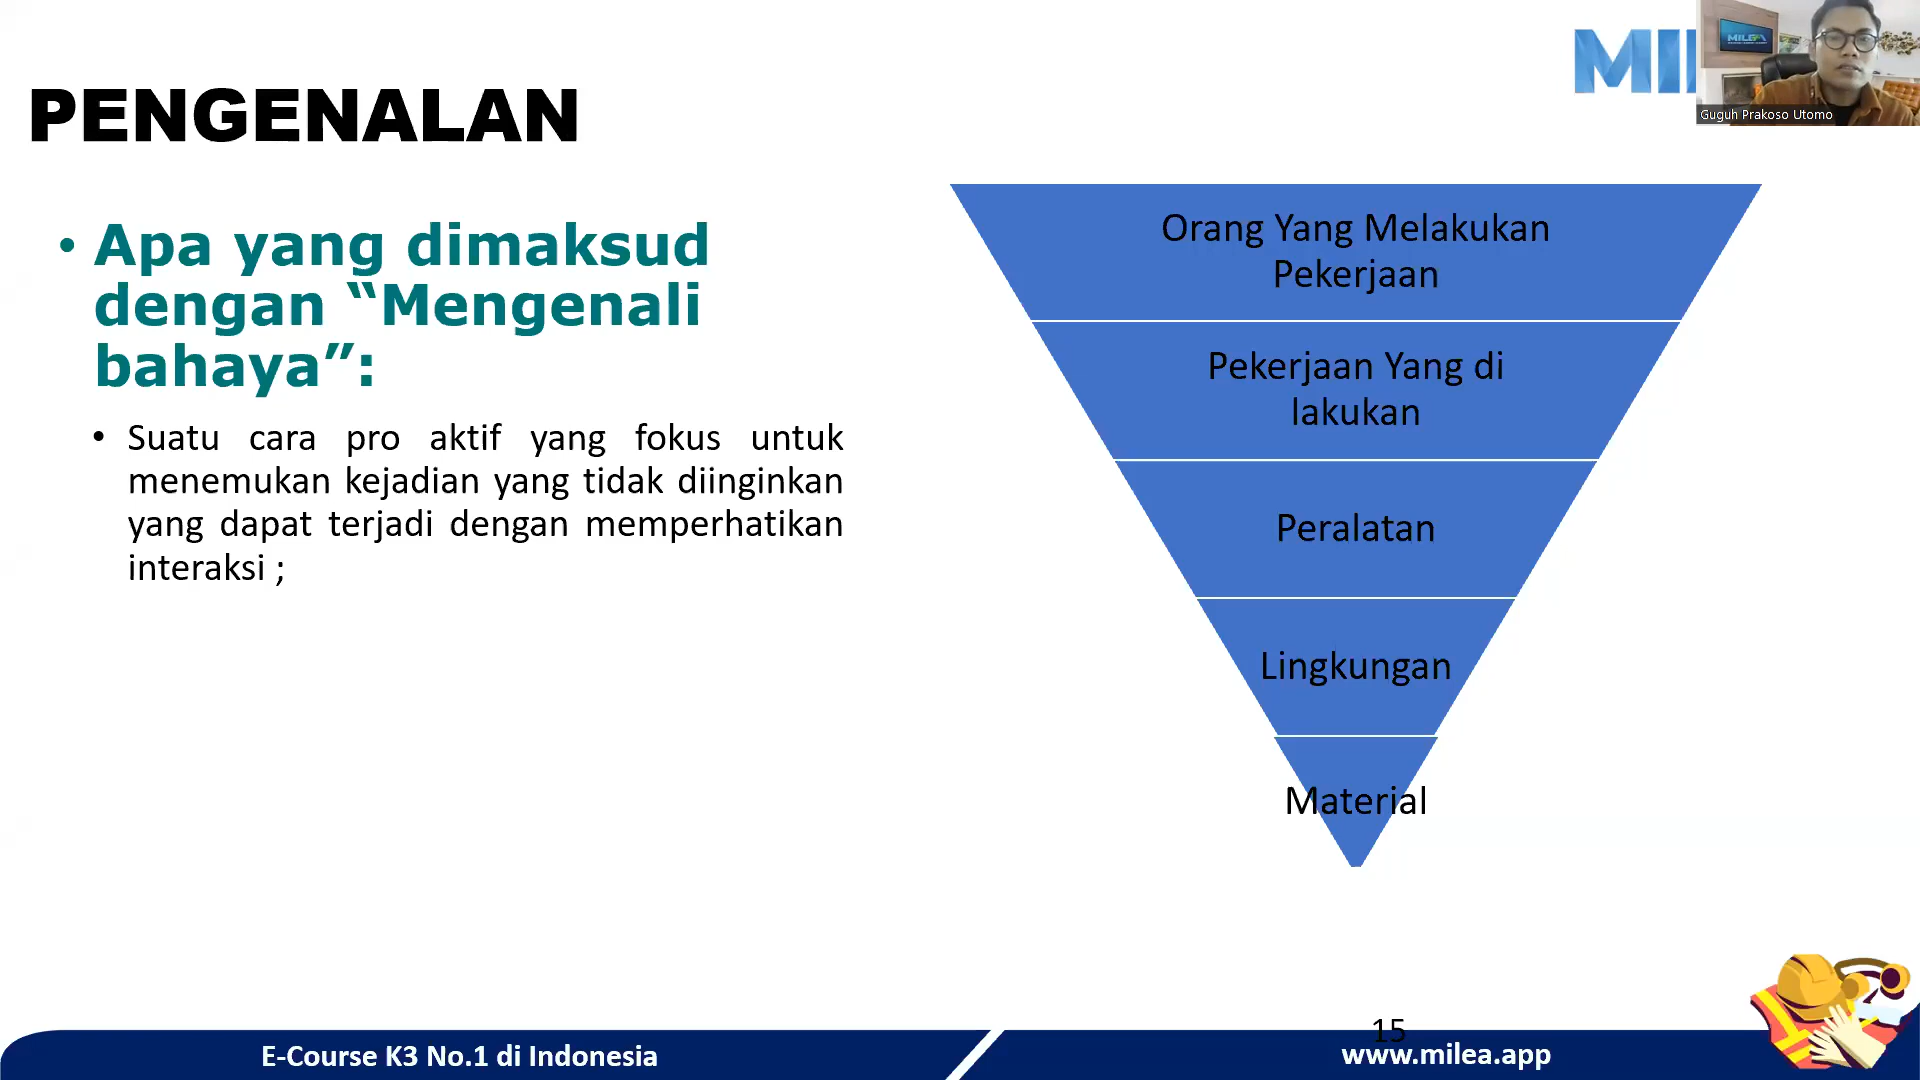 PENGENALAN
• Apa yang dimaksud
dengan “Mengenali
bahaya”:
• Suatu cara pro aktif yang fokus untuk
menemukan kejadian yang tidak diinginkan
yang dapat terjadi dengan memperhatikan
interaksi ;
Orang Yang Melakukan
Pekerjaan
Pekerjaan Yang di
lakukan
Peralatan
Lingkungan
Material
MILEA
Guguh Prakoso Utomo
15
E-Course K3 No.1 di Indonesia
www.milea.app